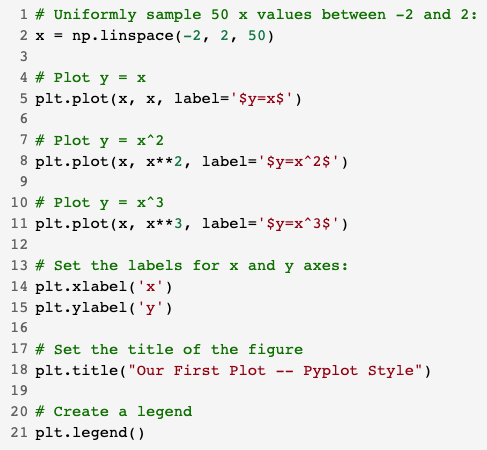 1 # Uniformly sample 50 x values between -2 and 2:
2 x = np.linspace(-2, 2, 50)
3
4 # Plot y = x
5 plt.plot(x, x, label='$y=x$')
6
7 # Plot y = x^2
8 plt.plot(x, x**2, label='$y=x^2$')
9
10 # Plot y = x^3
11 plt.plot(x, x**3, label='$y=x^3$')
12
13 # Set the labels for x and y axes:
14 plt.xlabel('x')
15 plt.ylabel('y')
16
17 # Set the title of the figure
18 plt.title("Our First Plot -- Pyplot Style")
19
20 # Create a legend
21 plt.legend()